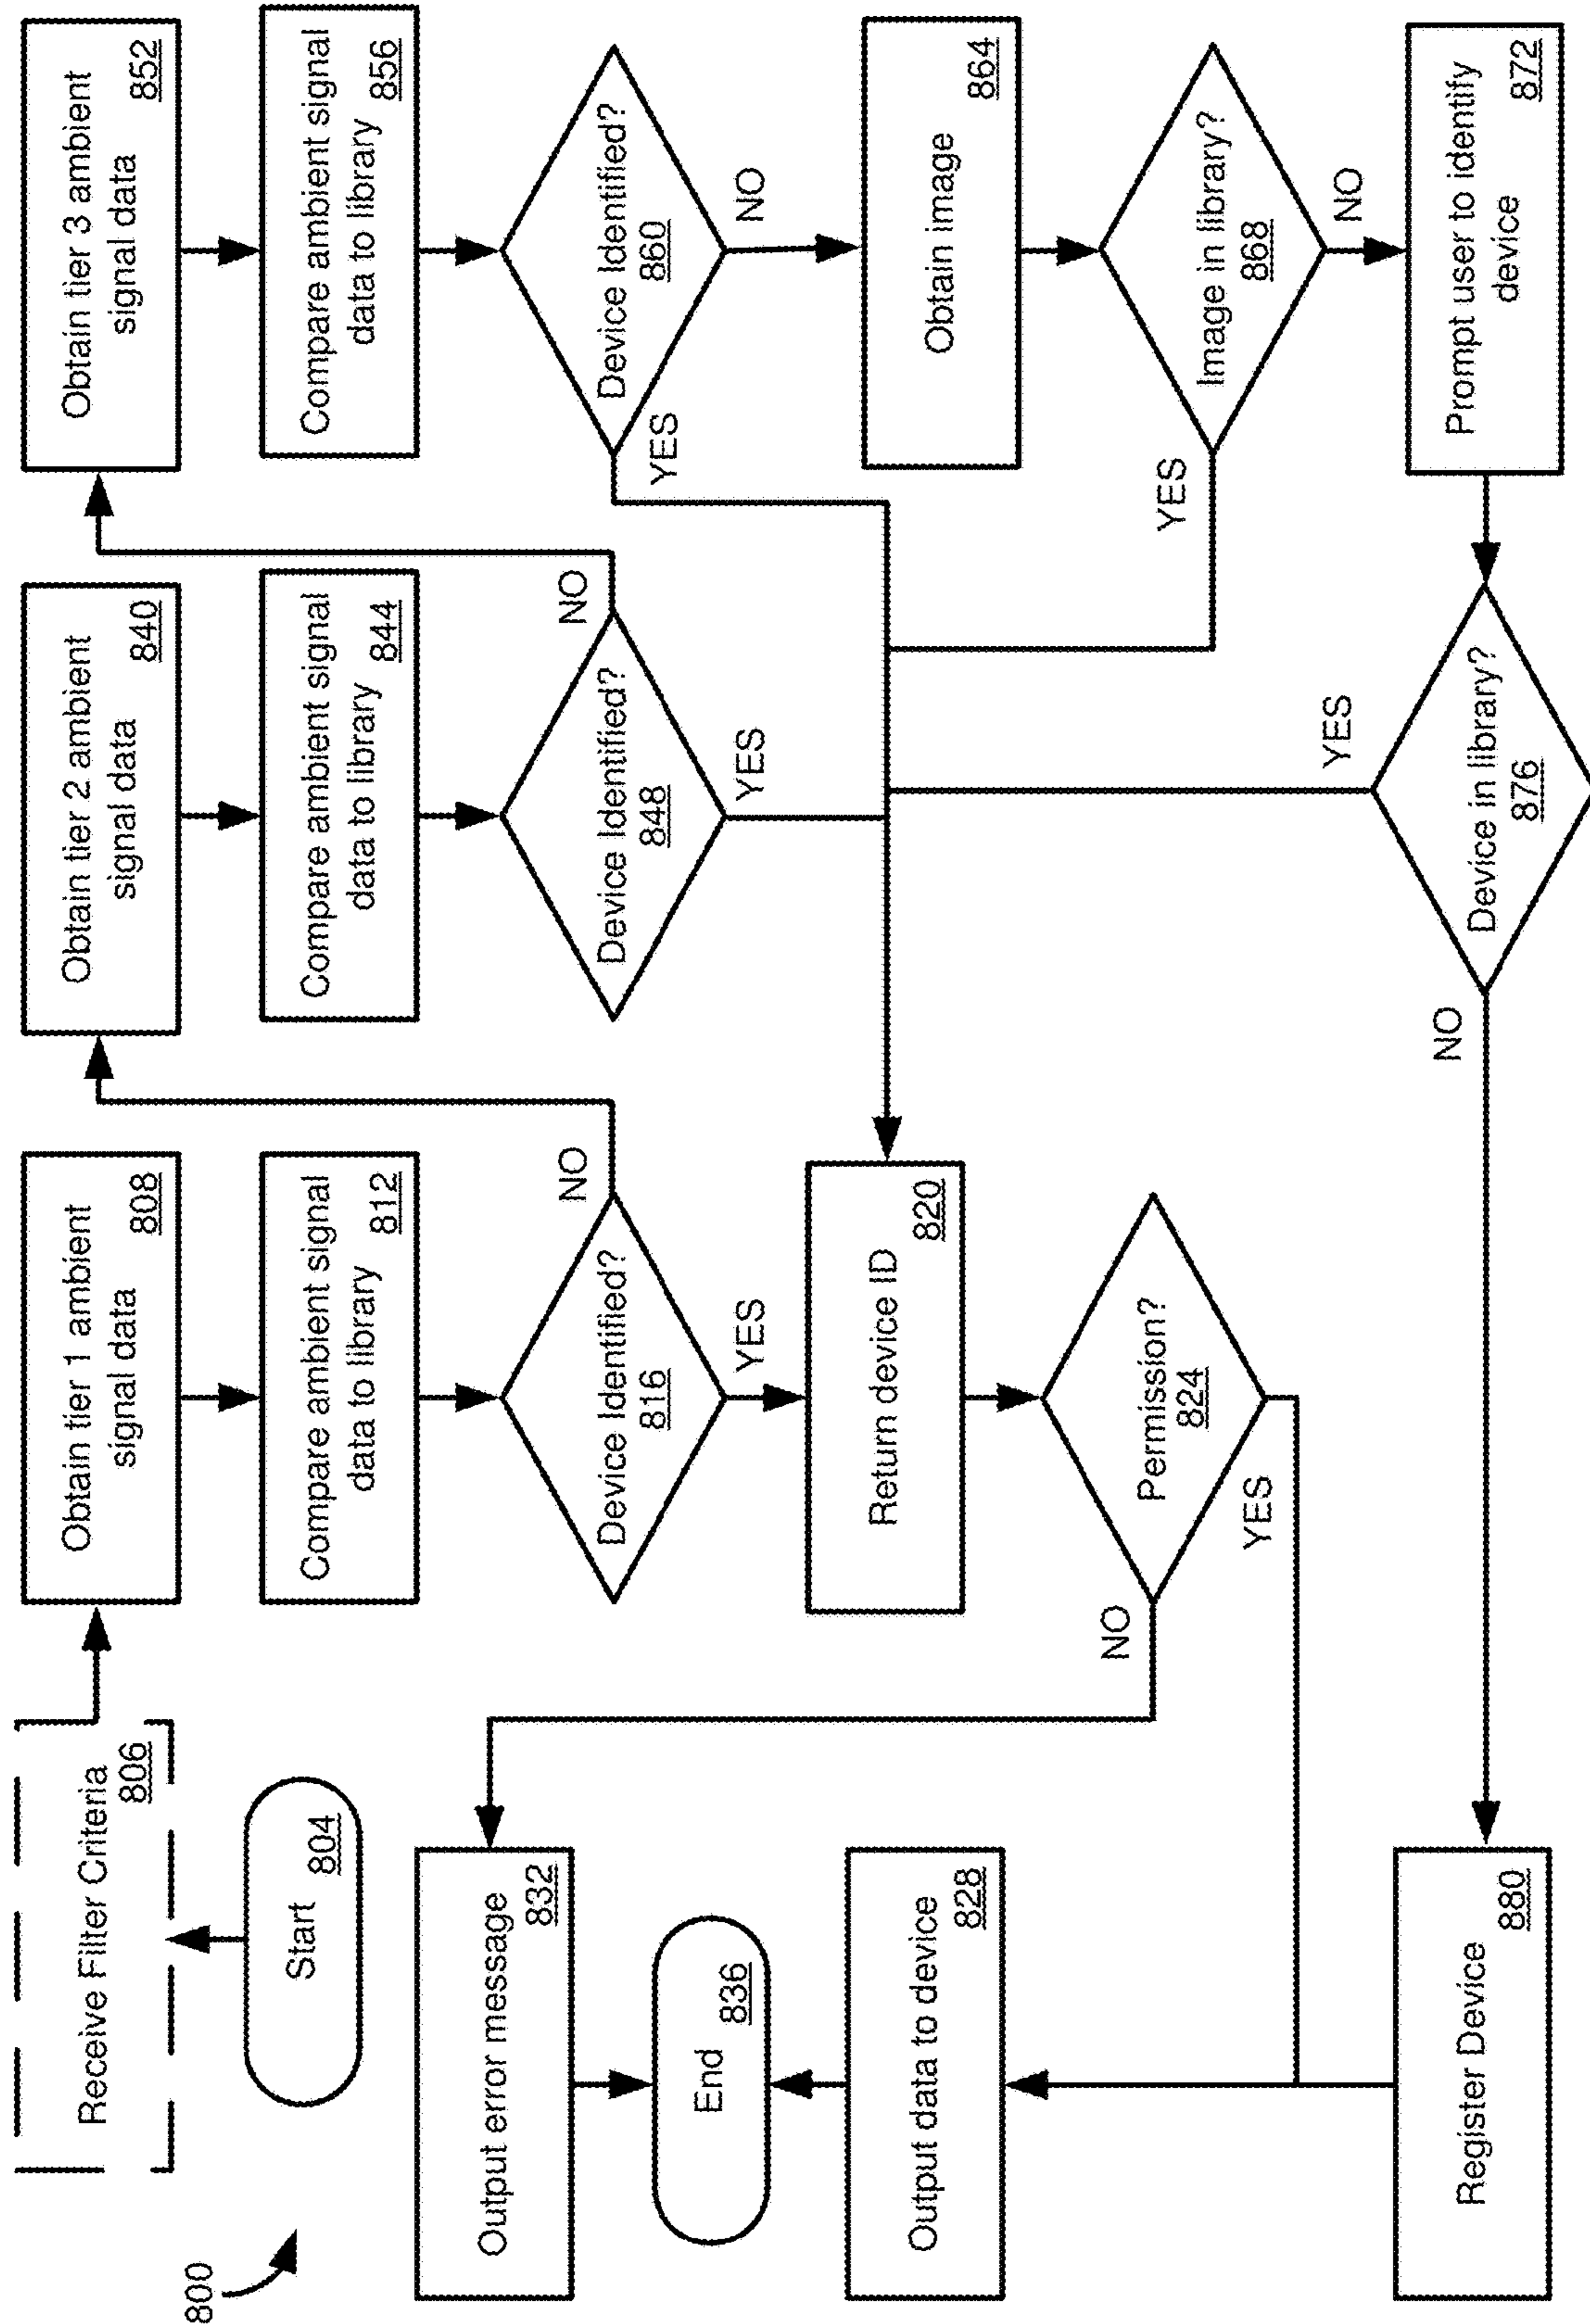 800
Start
804
Receive Filter Criteria
806
Obtain tier 1 ambient
signal data
808
Compare ambient signal
data to library
812
Device Identified?
816
NO
YES
Return device ID
820
Permission?
824
NO
YES
Output error message
832
End
836
Output data to device
828
Obtain tier 2 ambient
signal data
840
Compare ambient signal
data to library
844
Device Identified?
848
NO
YES
Obtain tier 3 ambient
signal data
852
Compare ambient signal
data to library
856
Device Identified?
860
YES
NO
Obtain image
864
Image in library?
868
YES
NO
Prompt user to identify
device
872
Device in library?
876
YES
NO
Register Device
880